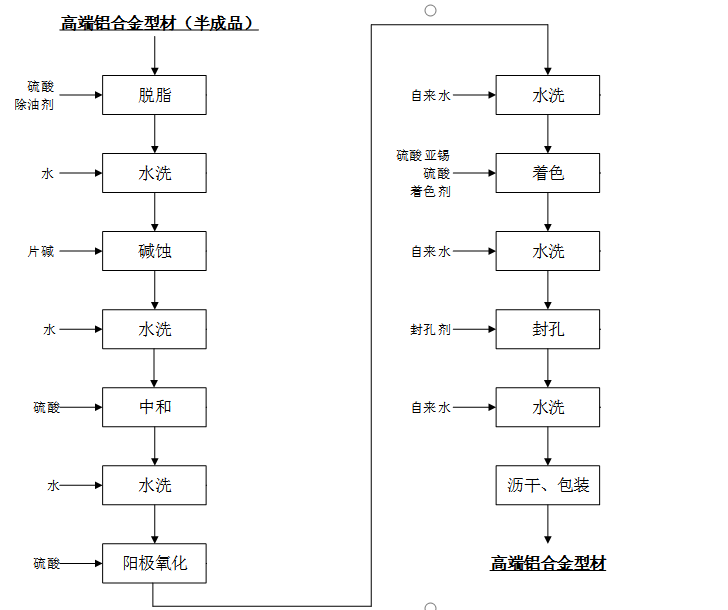 高端铝合金型材（半成品）
硫酸
除油剂
脱脂
水
水洗
片碱
碱蚀
水
水洗
硫酸
中和
水
水洗
硫酸
阳极氧化
自来水
水洗
硫酸亚锡
硫酸
着色剂
着色
自来水
水洗
封孔剂
封孔
自来水
水洗
沥干、包装
高端铝合金型材